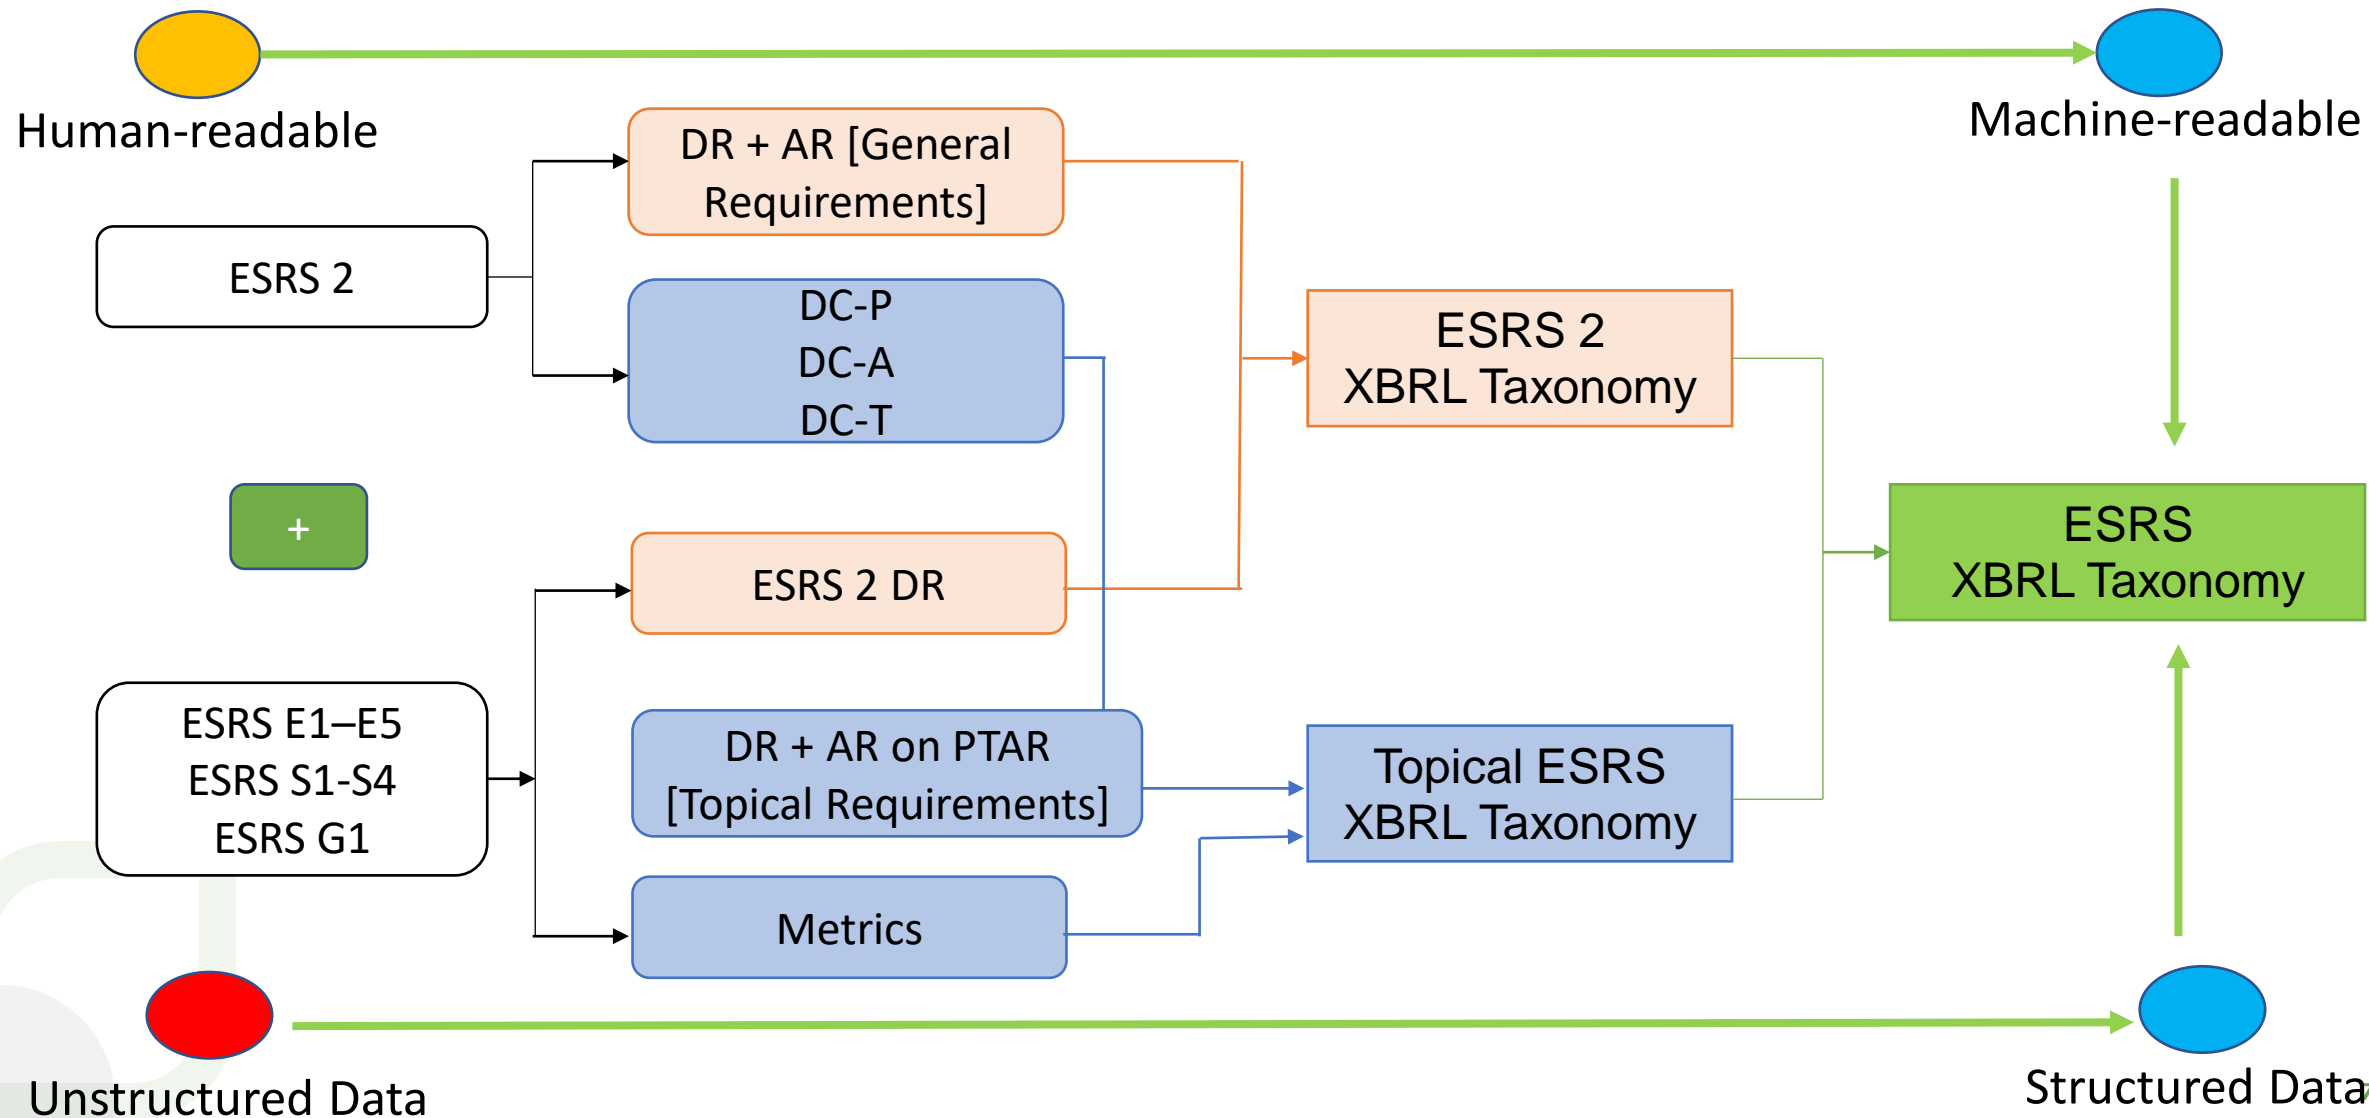 Human-readable
Machine-readable
DR + AR [General
Requirements]
ESRS 2
DC-P
DC-A
DC-T
ESRS 2
XBRL Taxonomy
+
ESRS 2 DR
ESRS
XBRL Taxonomy
ESRS E1–E5
ESRS S1-S4
ESRS G1
DR + AR on PTAR
[Topical Requirements]
Topical ESRS
XBRL Taxonomy
Metrics
Unstructured Data
Structured Data